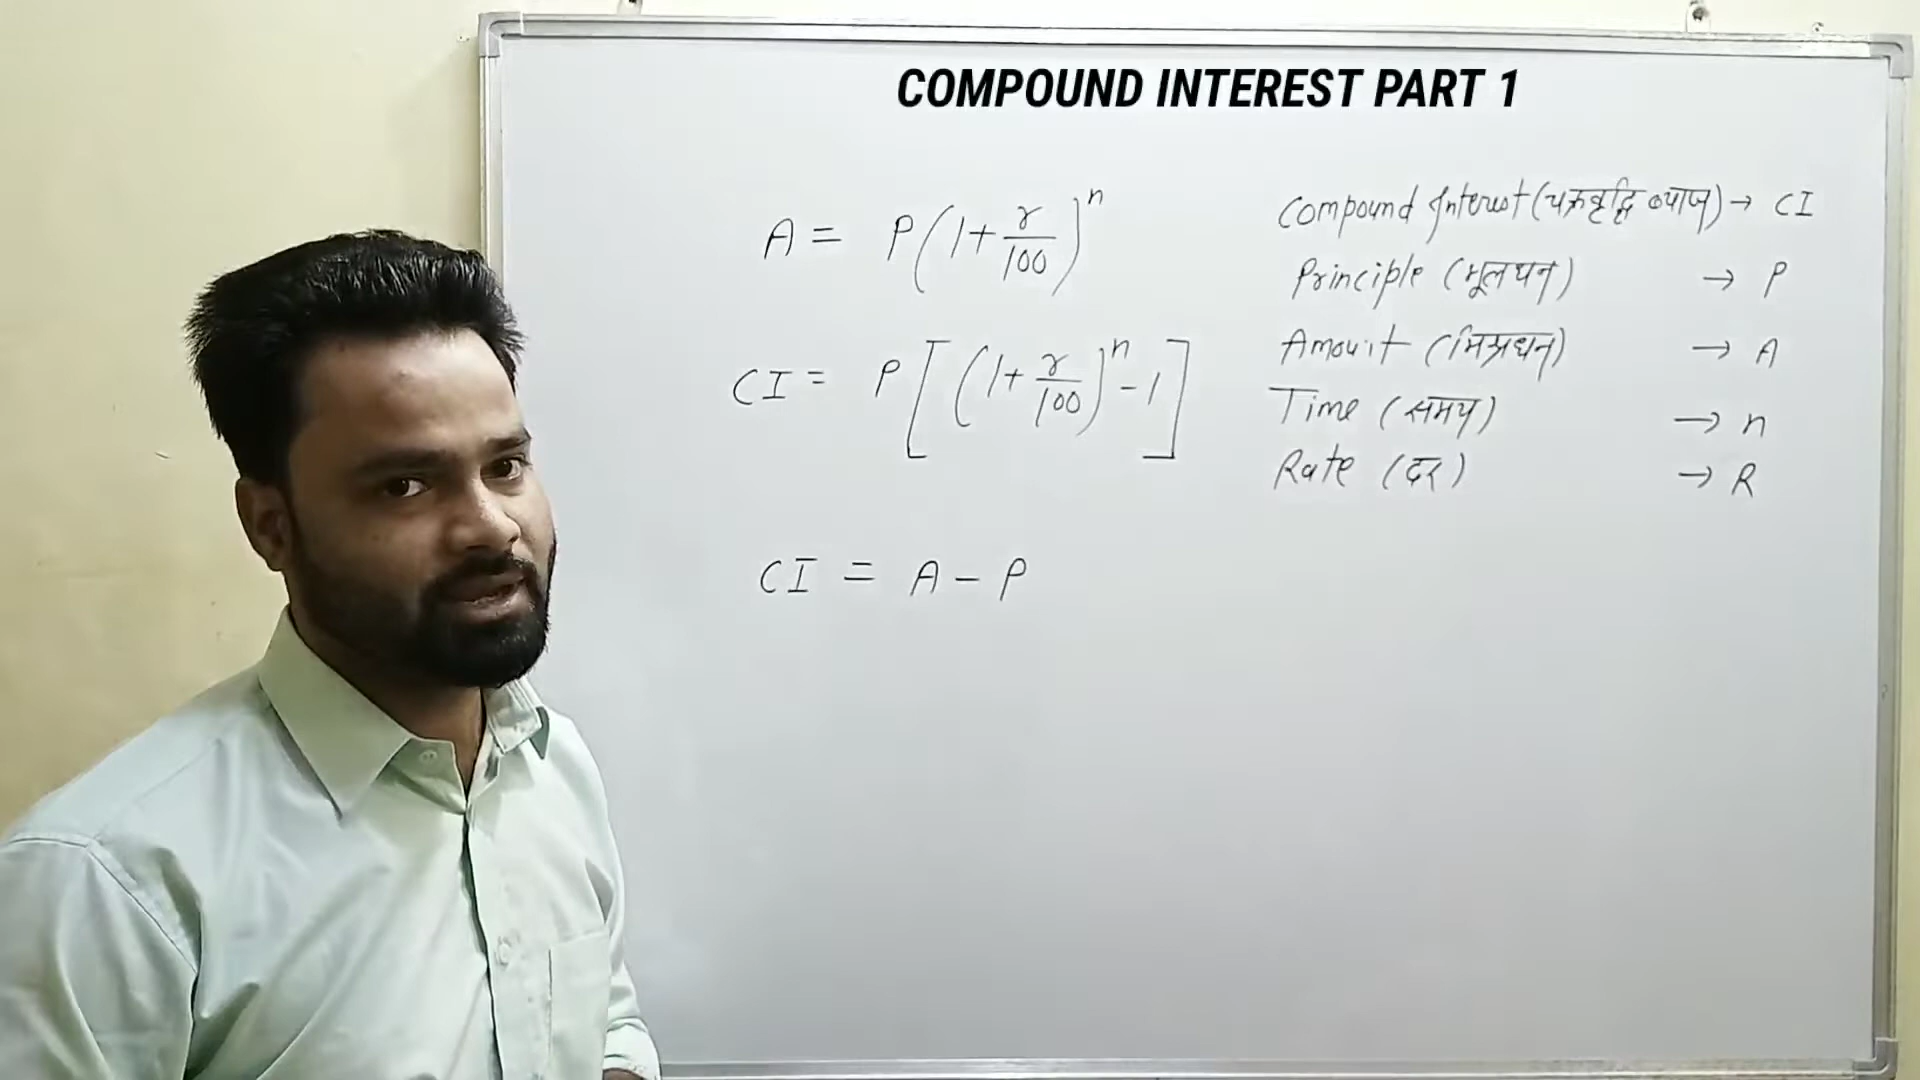 COMPOUND INTEREST PART 1
A = P(1+r/100)^n
CI = P[(1+r/100)^n-1]
CI = A - P
Compound Interest (चक्रवृद्धि ब्याज) → CI
Principle (मूलधन) → P
Amount (मिश्रधन) → A
Time (समय) → n
Rate (दर) → R